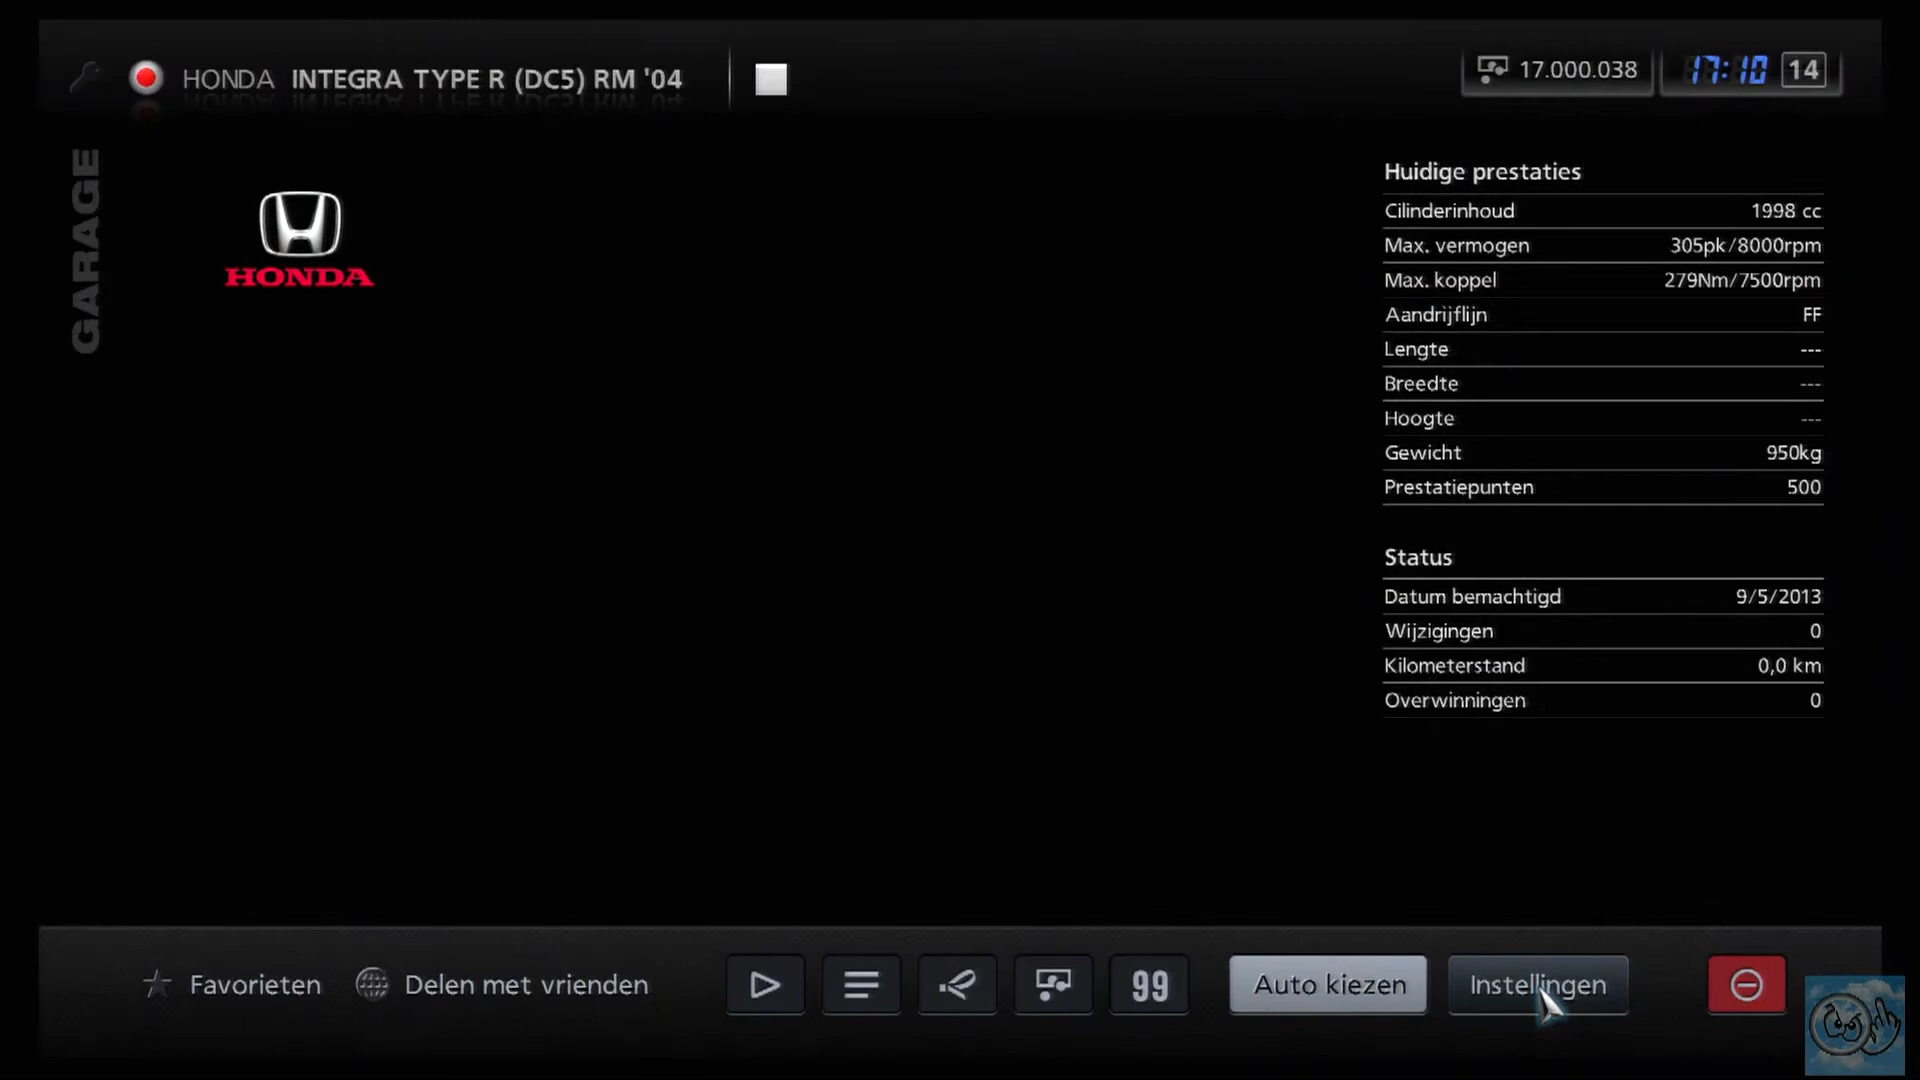 HONDA INTEGRA TYPE R (DC5) RM '04
17.000.038
17:10 14
GARAGE
HONDA
Huidige prestaties
Cilinderinhoud 1998 cc
Max. vermogen 305pk/8000rpm
Max. koppel 279Nm/7500rpm
Aandrijflijn FF
Lengte ---
Breedte ---
Hoogte ---
Gewicht 950kg
Prestatiepunten 500
Status
Datum bemachtigd 9/5/2013
Wijzigingen 0
Kilometerstand 0,0 km
Overwinningen 0
Favorieten Delen met vrienden 99 Auto kiezen Instellingen